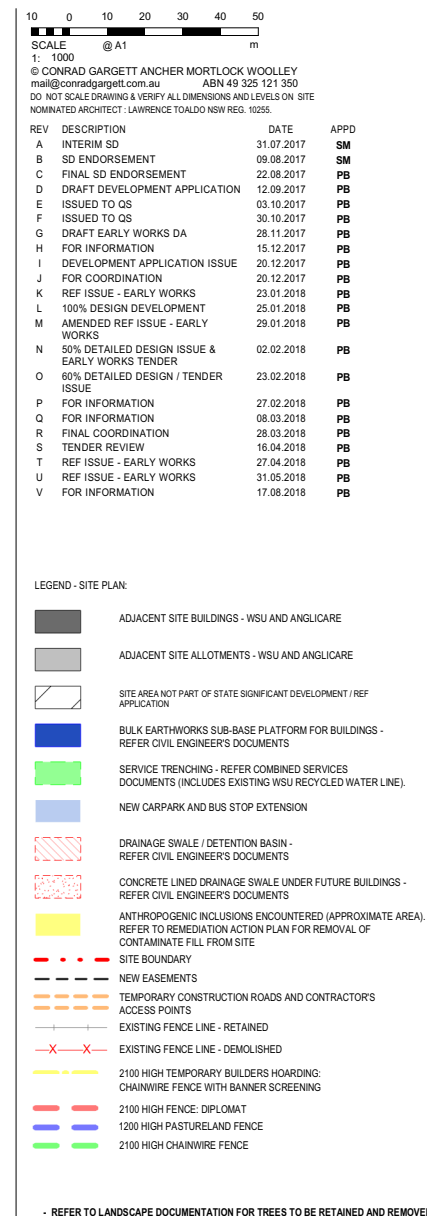 10 0 10 20 30 40 50
SCALE @ A1 m
1: 1000
© CONRAD GARGETT ANCHER MORTLOCK WOOLLEY
mail@conradgargett.com.au ABN 49 325 121 350
DO NOT SCALE DRAWING & VERIFY ALL DIMENSIONS AND LEVELS ON SITE
NOMINATED ARCHITECT : LAWRENCE TOALDO NSW REG. 10255.
REV DESCRIPTION DATE APPD
A INTERIM SD 31.07.2017 SM
B SD ENDORSEMENT 09.08.2017 SM
C FINAL SD ENDORSEMENT 22.08.2017 PB
D DRAFT DEVELOPMENT APPLICATION 12.09.2017 PB
E ISSUED TO QS 03.10.2017 PB
F ISSUED TO QS 30.10.2017 PB
G DRAFT EARLY WORKS DA 28.11.2017 PB
H FOR INFORMATION 15.12.2017 PB
I DEVELOPMENT APPLICATION ISSUE 20.12.2017 PB
J FOR COORDINATION 20.12.2017 PB
K REF ISSUE - EARLY WORKS 23.01.2018 PB
L 100% DESIGN DEVELOPMENT 25.01.2018 PB
M AMENDED REF ISSUE - EARLY 29.01.2018 PB
WORKS
N 50% DETAILED DESIGN ISSUE & 02.02.2018 PB
EARLY WORKS TENDER
O 60% DETAILED DESIGN / TENDER 23.02.2018 PB
ISSUE
P FOR INFORMATION 27.02.2018 PB
Q FOR INFORMATION 08.03.2018 PB
R FINAL COORDINATION 28.03.2018 PB
S TENDER REVIEW 16.04.2018 PB
T REF ISSUE - EARLY WORKS 27.04.2018 PB
U REF ISSUE - EARLY WORKS 31.05.2018 PB
V FOR INFORMATION 17.08.2018 PB
LEGEND - SITE PLAN:
ADJACENT SITE BUILDINGS - WSU AND ANGLICARE
ADJACENT SITE ALLOTMENTS - WSU AND ANGLICARE
SITE AREA NOT PART OF STATE SIGNIFICANT DEVELOPMENT / REF
APPLICATION
BULK EARTHWORKS SUB-BASE PLATFORM FOR BUILDINGS -
REFER CIVIL ENGINEER'S DOCUMENTS
SERVICE TRENCHING - REFER COMBINED SERVICES
DOCUMENTS (INCLUDES EXISTING WSU RECYCLED WATER LINE).
NEW CARPARK AND BUS STOP EXTENSION
DRAINAGE SWALE / DETENTION BASIN -
REFER CIVIL ENGINEER'S DOCUMENTS
CONCRETE LINED DRAINAGE SWALE UNDER FUTURE BUILDINGS -
REFER CIVIL ENGINEER'S DOCUMENTS
ANTHROPOGENIC INCLUSIONS ENCOUNTERED (APPROXIMATE AREA).
REFER TO REMEDIATION ACTION PLAN FOR REMOVAL OF
CONTAMINATE FILL FROM SITE
SITE BOUNDARY
NEW EASEMENTS
TEMPORARY CONSTRUCTION ROADS AND CONTRACTOR'S
ACCESS POINTS
EXISTING FENCE LINE - RETAINED
X X EXISTING FENCE LINE - DEMOLISHED
2100 HIGH TEMPORARY BUILDERS HOARDING:
CHAINWIRE FENCE WITH BANNER SCREENING
2100 HIGH FENCE: DIPLOMAT
1200 HIGH PASTURELAND FENCE
2100 HIGH CHAINWIRE FENCE
- REFER TO LANDSCAPE DOCUMENTATION FOR TREES TO BE RETAINED AND REMOVE